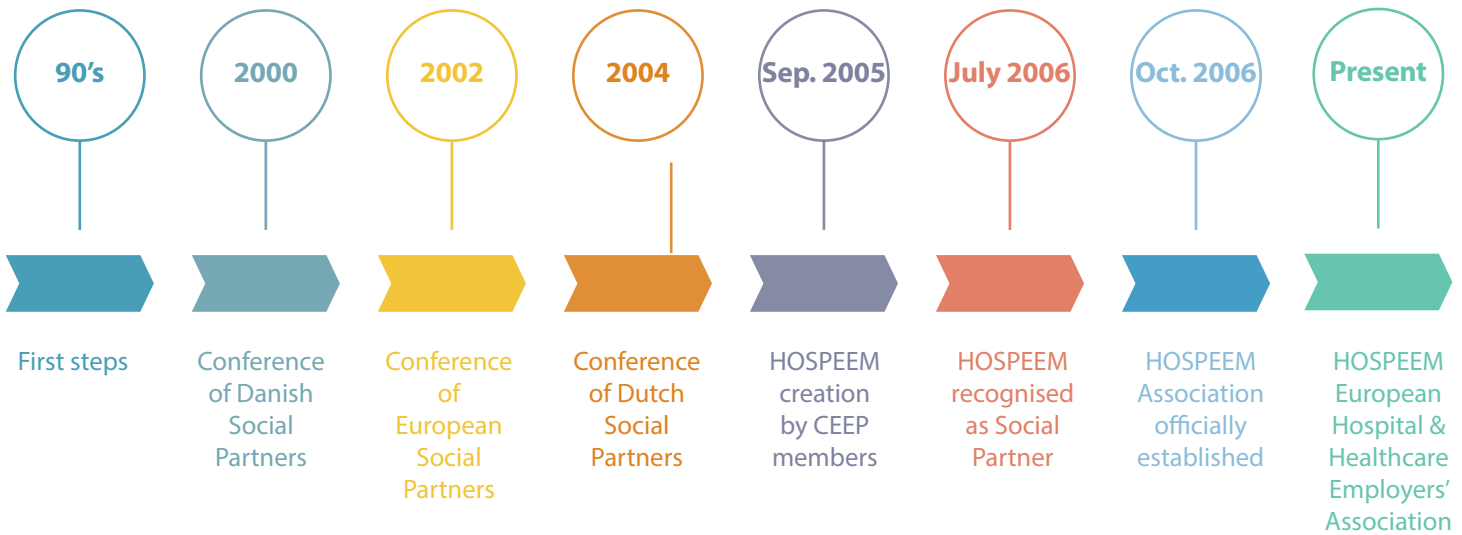 90's
2000
2002
2004
Sep. 2005
July 2006
Oct. 2006
Present
First steps
Conference
of Danish
Social
Partners
Conference
of
European
Social
Partners
Conference
of Dutch
Social
Partners
HOSPEEM
creation
by CEEP
members
HOSPEEM
recognised
as Social
Partner
HOSPEEM
Association
officially
established
HOSPEEM
European
Hospital &
Healthcare
Employers'
Association